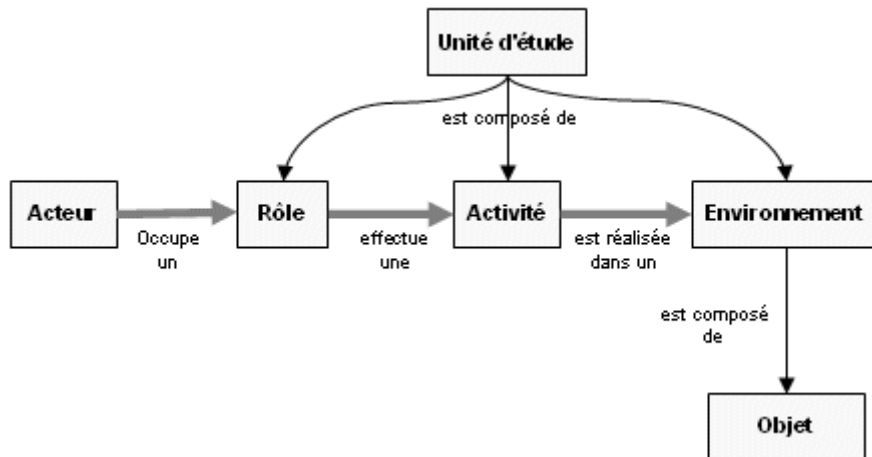 Unité d'étude
est composé de
Acteur
Occupe
un
Rôle
effectue
une
Activité
est réalisée
dans un
Environnement
est composé
de
Objet